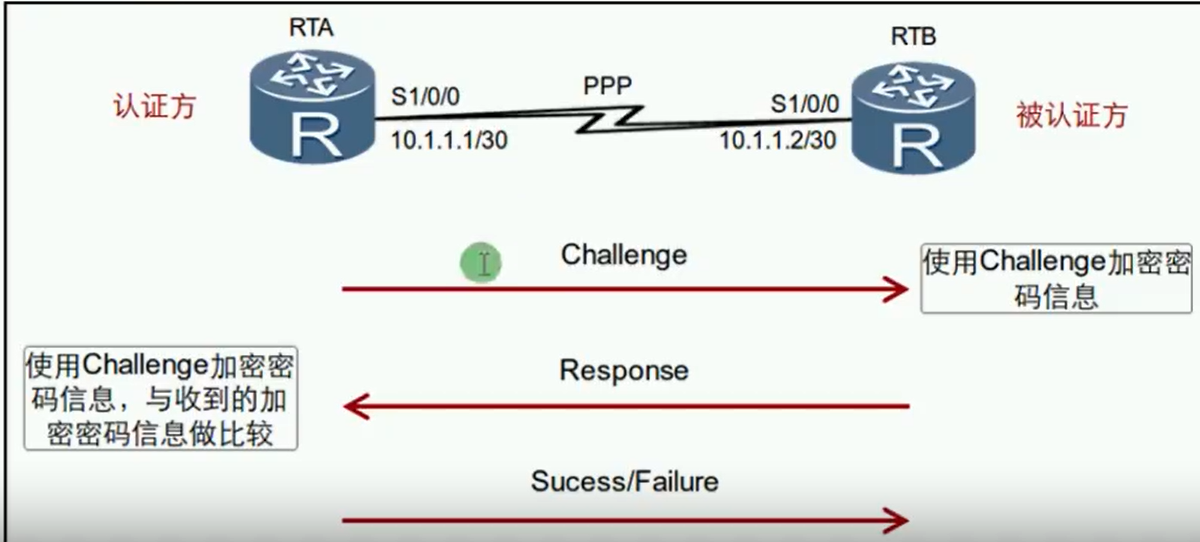 RTA
RTB
认证方
S1/0/0
PPP
S1/0/0
被认证方
10.1.1.1/30
10.1.1.2/30
R
R
Challenge
使用Challenge加密密
码信息
使用Challenge加密密
码信息，与收到的加
密密码信息做比较
Response
Sucess/Failure